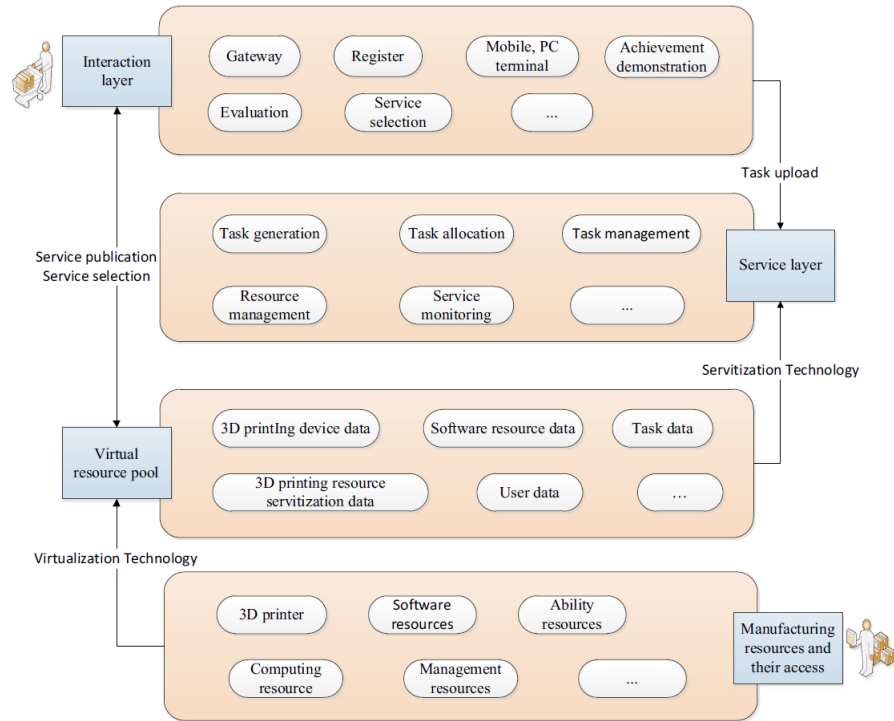 Interaction
layer
Gateway
Register
Mobile, PC
terminal
Achievement
demonstration
Evaluation
Service
selection
...
Task upload
Service publication
Service selection
Task generation
Task allocation
Task management
Resource
management
Service
monitoring
...
Service layer
Servitization Technology
Virtual
resource pool
3D printIng device data
Software resource data
Task data
3D printing resource
servitization data
User data
...
Virtualization Technology
3D printer
Software
resources
Ability
resources
Computing
resource
Management
resources
...
Manufacturing
resources and
their access